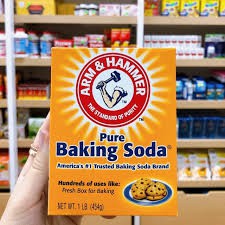 ARM & HAMMER
THE STANDARD OF PURITY
Pure
Baking Soda®
America's #1 Trusted Baking Soda Brand
Hundreds of uses like:
Fresh Box for Baking
NET WT. 1 LB (454g)